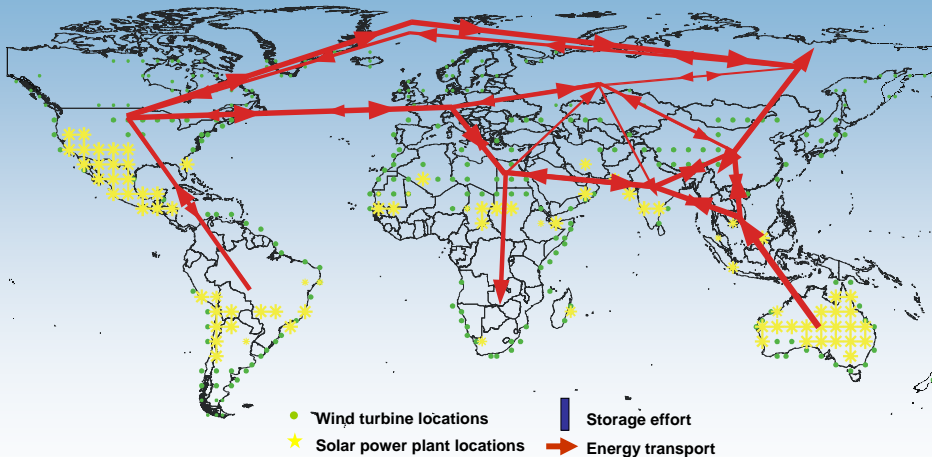 Wind turbine locations
Storage effort
Solar power plant locations
Energy transport